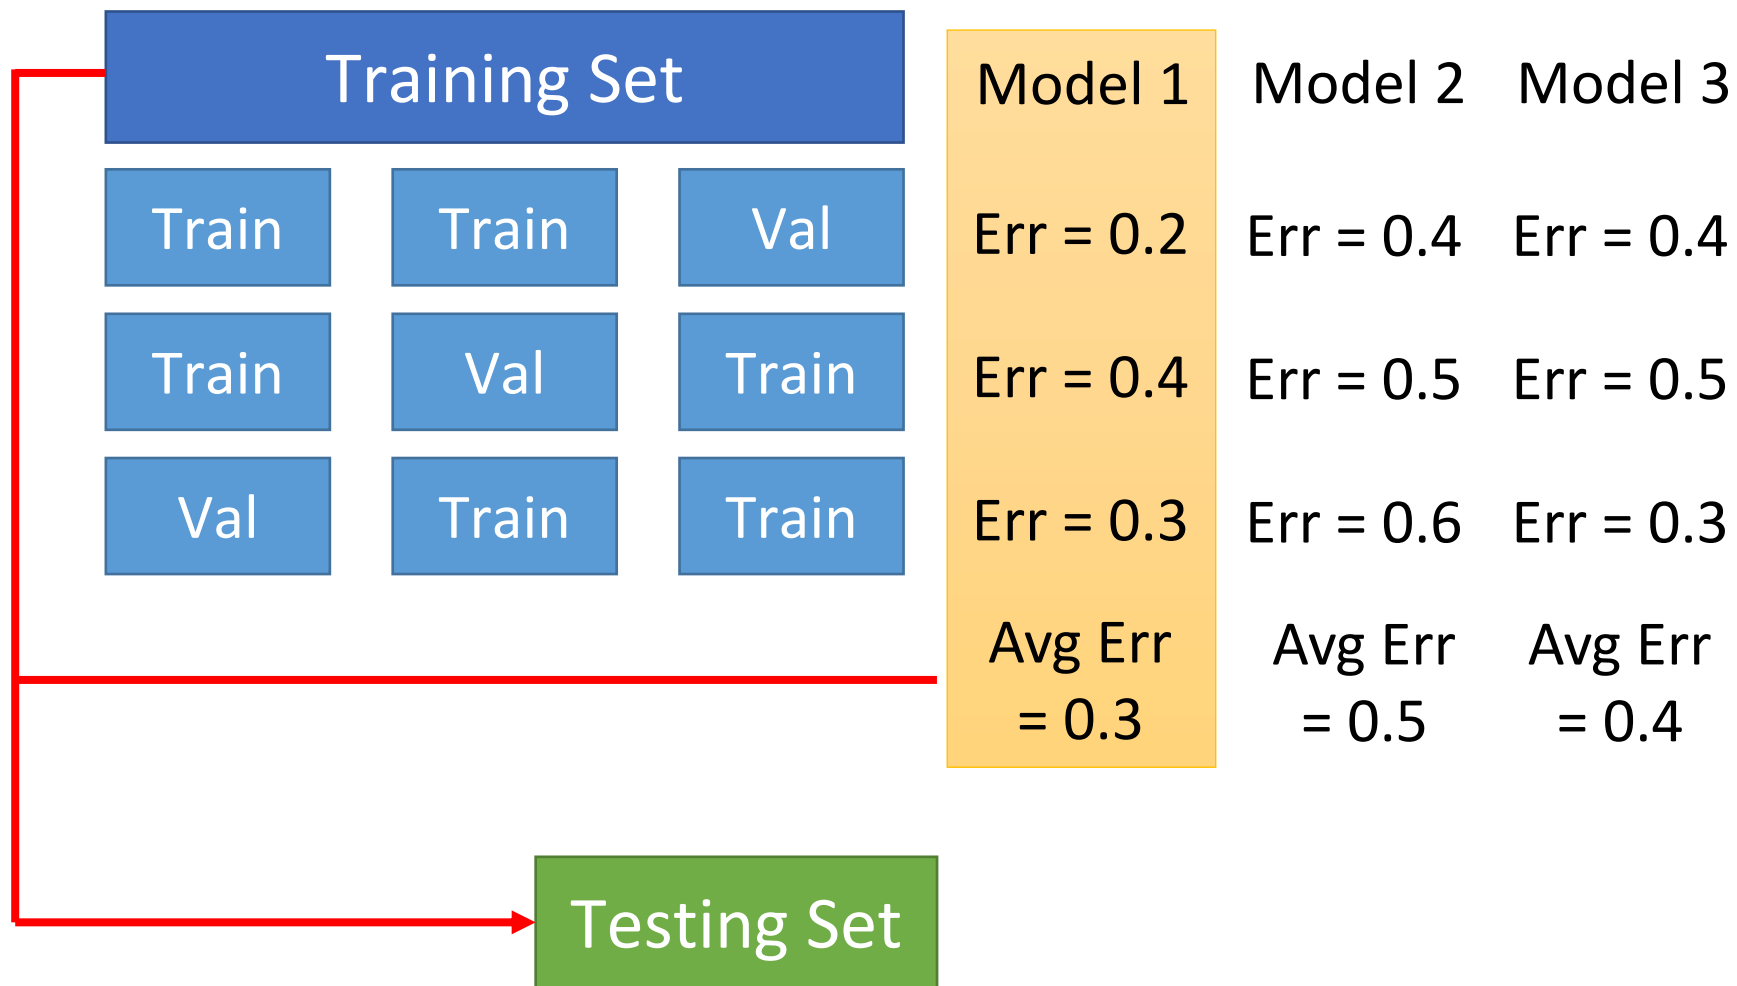 Training Set
Model 1 Model 2 Model 3
Train Train Val
Err = 0.2 Err = 0.4 Err = 0.4
Train Val Train
Err = 0.4 Err = 0.5 Err = 0.5
Val Train Train
Err = 0.3 Err = 0.6 Err = 0.3
Avg Err
= 0.3
Avg Err
= 0.5
Avg Err
= 0.4
Testing Set